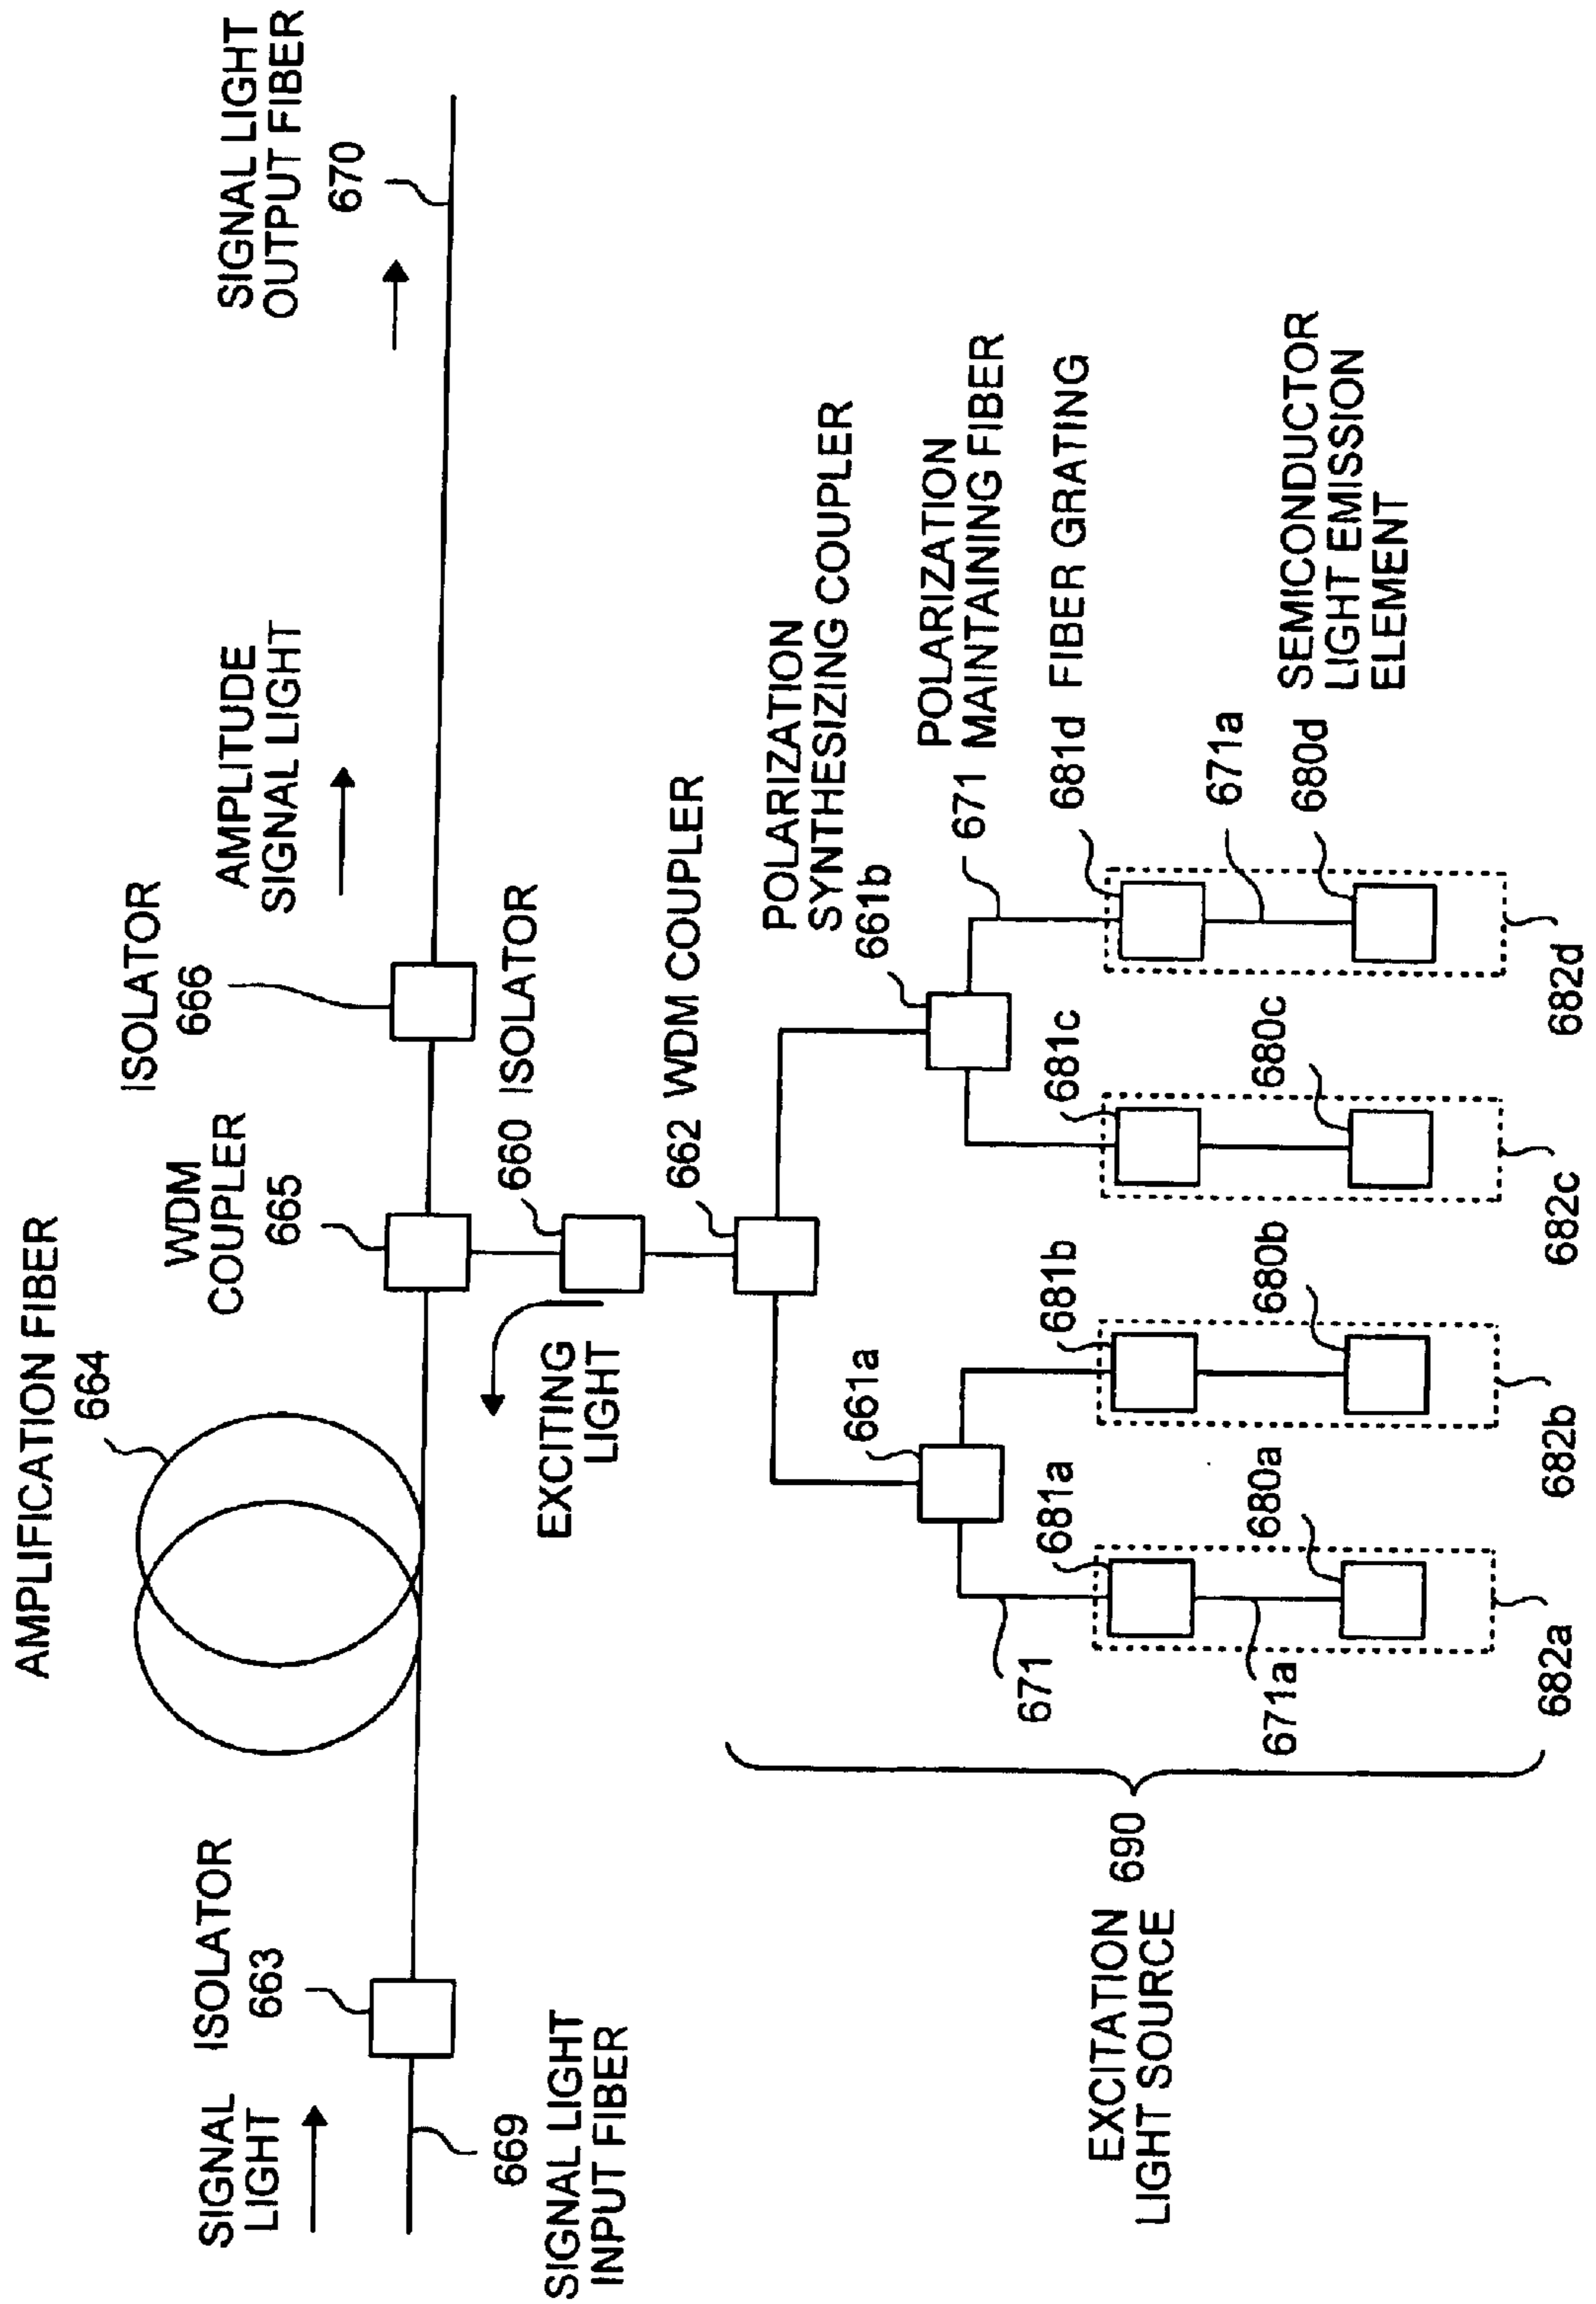 AMPLIFICATION FIBER
664
SIGNAL
LIGHT
ISOLATOR
663
WDM
COUPLER
665
ISOLATOR
666
AMPLITUDE
SIGNAL LIGHT
SIGNAL LIGHT
OUTPUT FIBER
670
669
SIGNAL LIGHT
INPUT FIBER
EXCITING
LIGHT
660 ISOLATOR
662 WDM COUPLER
POLARIZATION
SYNTHESIZING COUPLER
661b
661a
POLARIZATION
671 MAINTAINING FIBER
681a
681b
681c
681d FIBER GRATING
671
671a
671a
680a
680b
680c
680d SEMICONDUCTOR
LIGHT EMISSION
ELEMENT
682a
682b
682c
682d
EXCITATION 690
LIGHT SOURCE